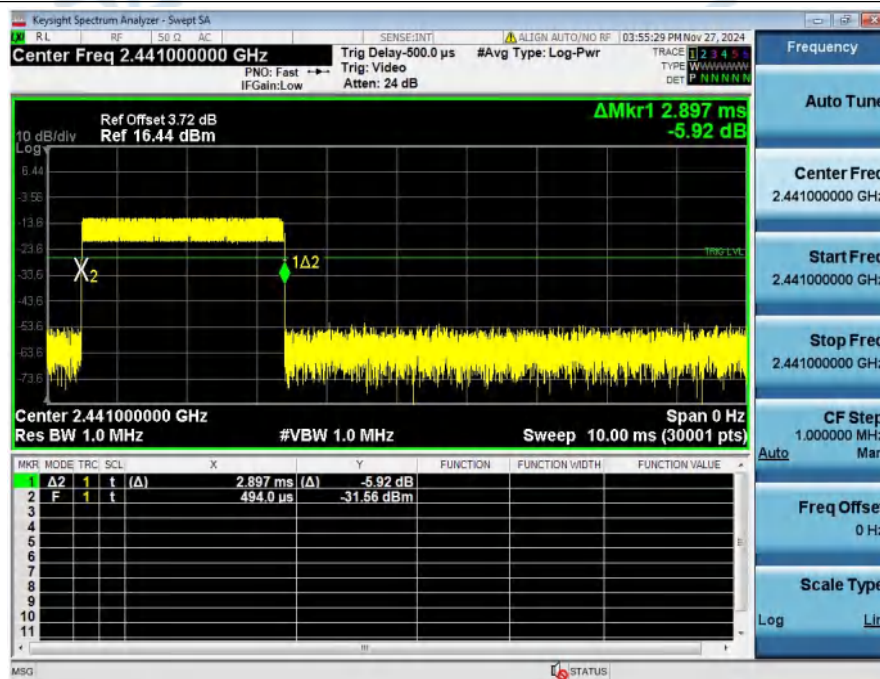 Keysight Spectrum Analyzer - Swept SA
RL RF 50 Ω AC SENSE:INT ALIGN AUTO/NO RF 03:55:29 PM Nov 27, 2024
Center Freq 2.441000000 GHz Trig Delay-500.0 µs #Avg Type: Log-Pwr TRACE 1 2 3 4 5 6
PNO: Fast Trig: Video TYPE WWWWWW
IFGain:Low Atten: 24 dB DET P NNNNN
ΔMkr1 2.897 ms
-5.92 dB
Ref Offset 3.72 dB
10 dB/div Ref 16.44 dBm
Log
6.44
-3.56
-13.6
-23.6
-33.6
-43.6
-53.6
-63.6
-73.6
TRIG LVL
X2
1Δ2
Center 2.441000000 GHz Span 0 Hz
Res BW 1.0 MHz #VBW 1.0 MHz Sweep 10.00 ms (30001 pts)
MKR MODE TRC SCL X Y FUNCTION FUNCTION WIDTH FUNCTION VALUE
1 Δ2 1 t (Δ) 2.897 ms (Δ) -5.92 dB
2 F 1 t 494.0 µs -31.56 dBm
3
4
5
6
7
8
9
10
11
MSG STATUS
Frequency
Auto Tune
Center Freq
2.441000000 GHz
Start Freq
2.441000000 GHz
Stop Freq
2.441000000 GHz
CF Step
1.000000 MHz
Auto Man
Freq Offset
0 Hz
Scale Type
Log Lin